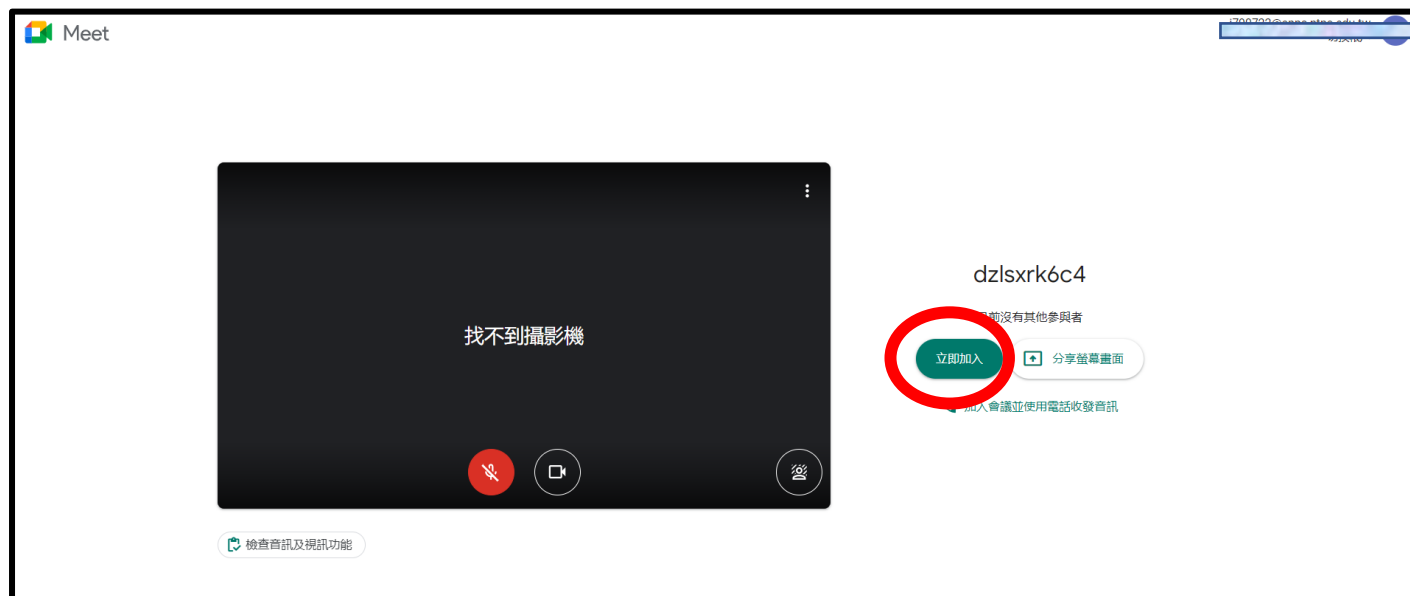 Meet
找不到攝影機
dzlsxrk6c4
前沒有其他參與者
立即加入
分享螢幕畫面
加入會議並使用電話收發音訊
檢查音訊及視訊功能